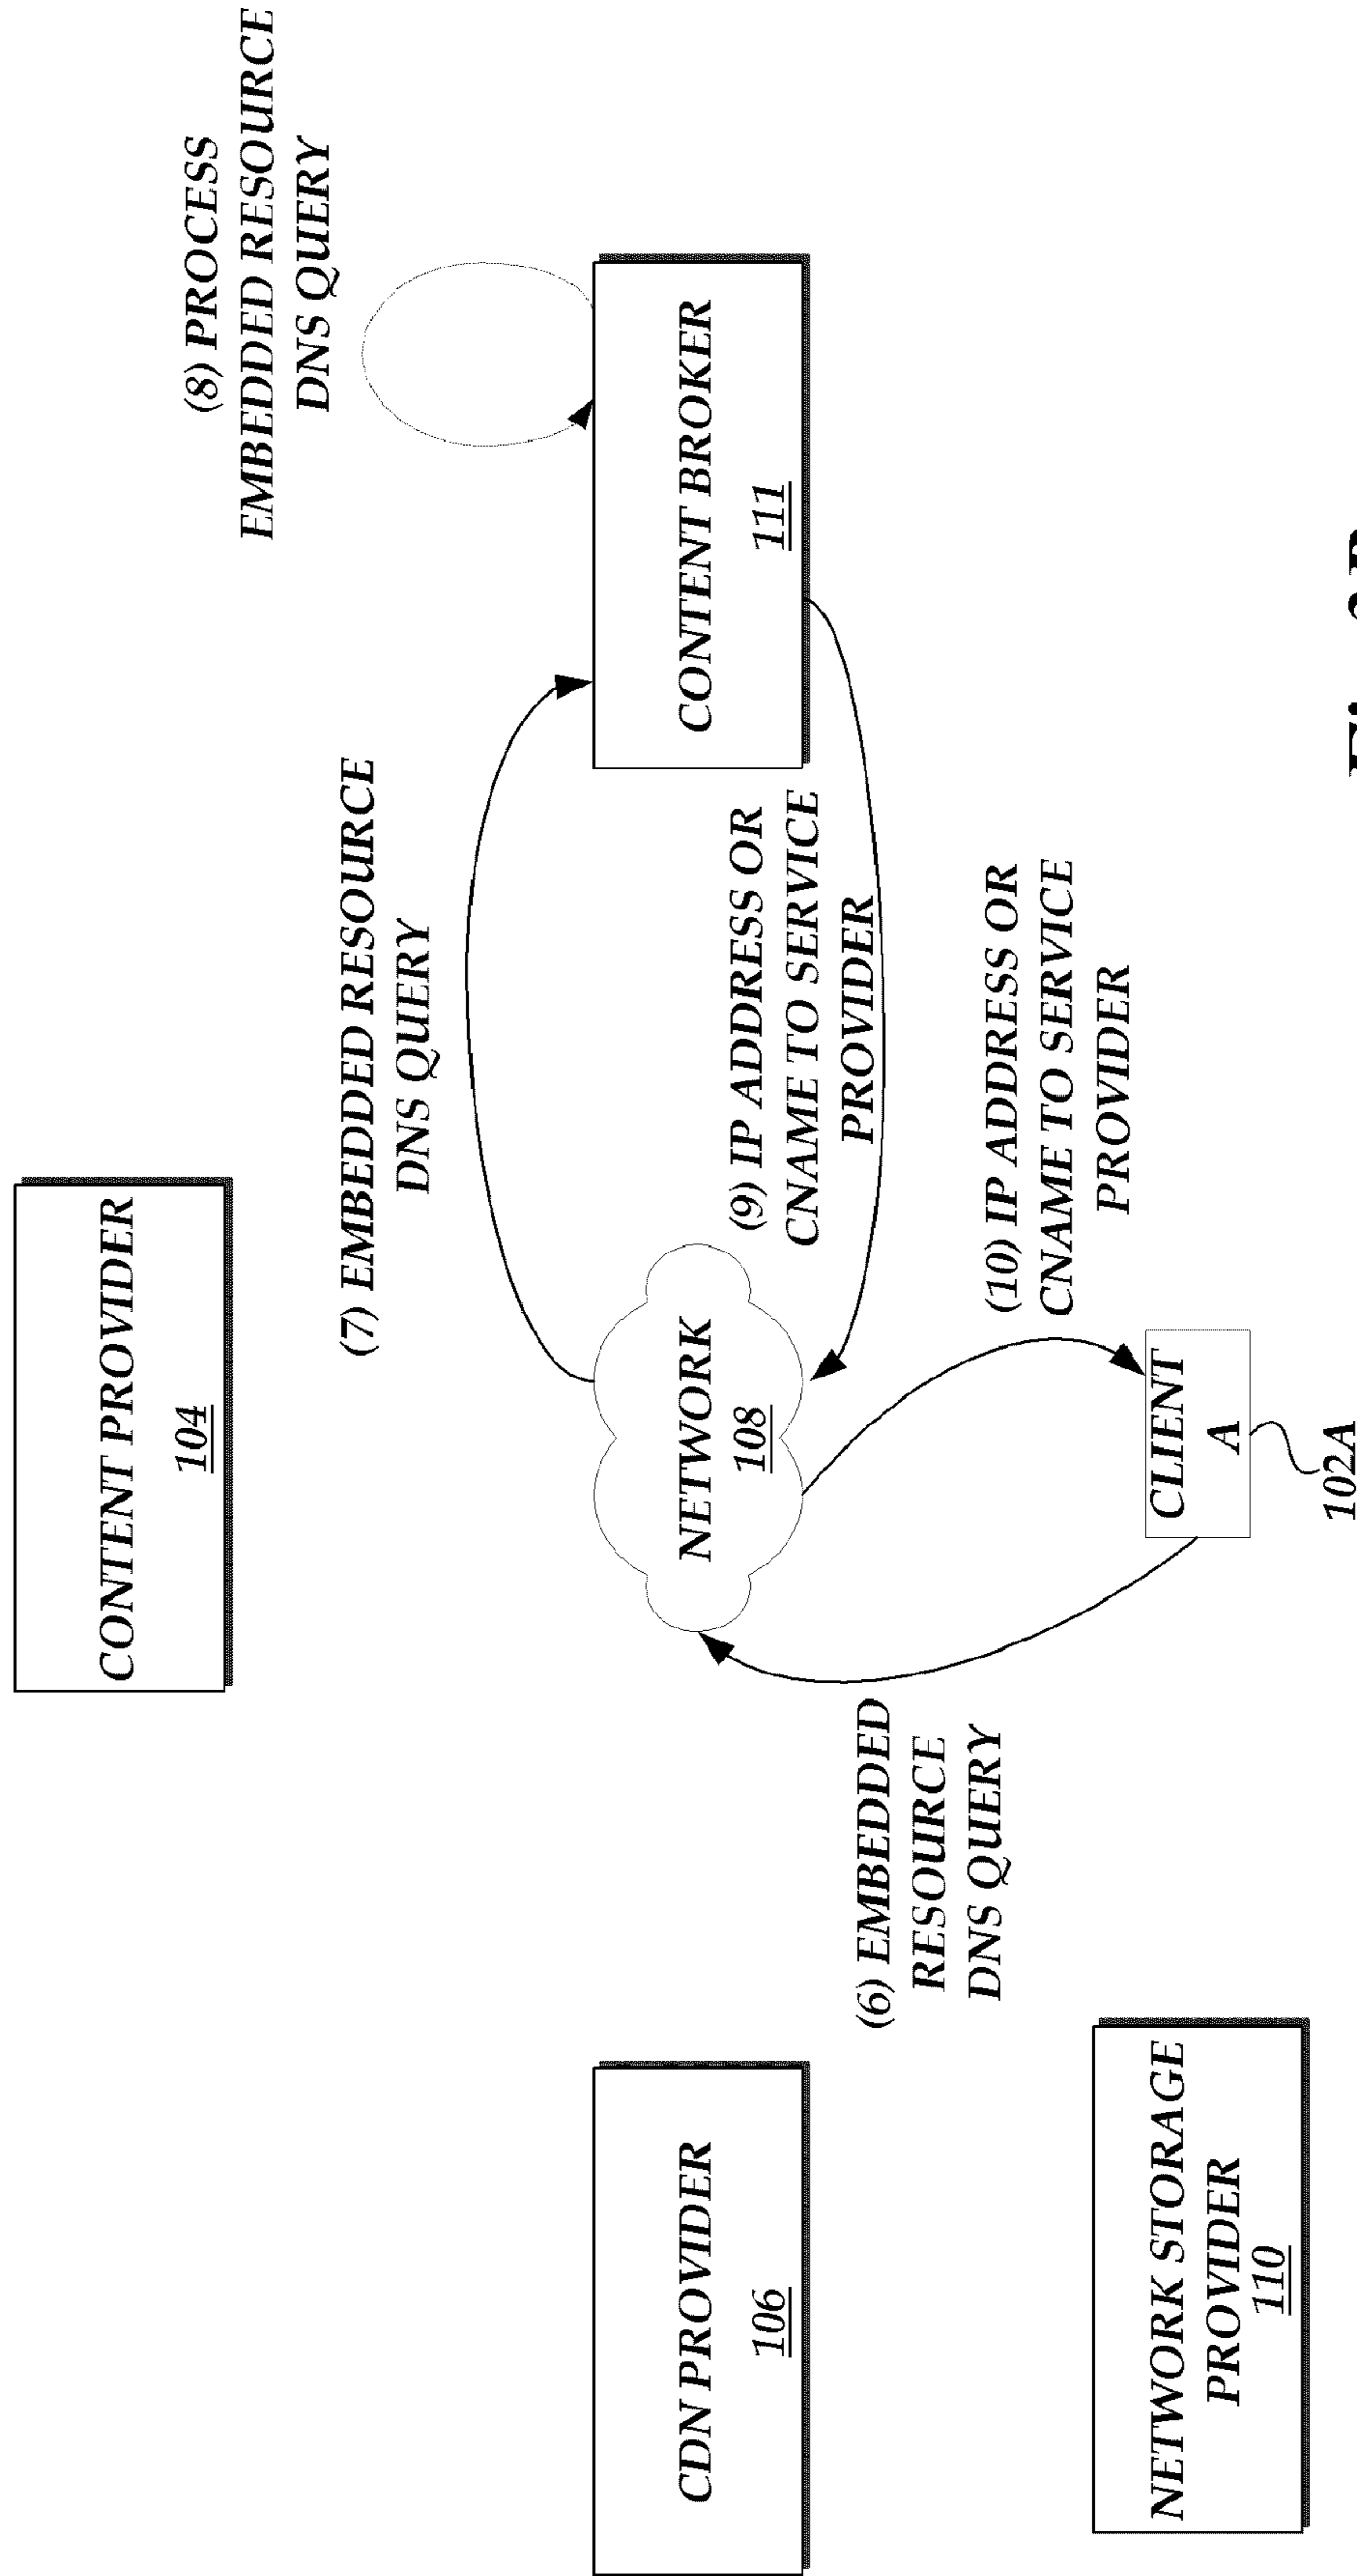 CONTENT PROVIDER
104
(8) PROCESS
EMBEDDED RESOURCE
DNS QUERY
(7) EMBEDDED RESOURCE
DNS QUERY
CDN PROVIDER
106
NETWORK
108
CONTENT BROKER
111
(9) IP ADDRESS OR
CNAME TO SERVICE
PROVIDER
(6) EMBEDDED
RESOURCE
DNS QUERY
(10) IP ADDRESS OR
CNAME TO SERVICE
PROVIDER
NETWORK STORAGE
PROVIDER
110
CLIENT
A
102A